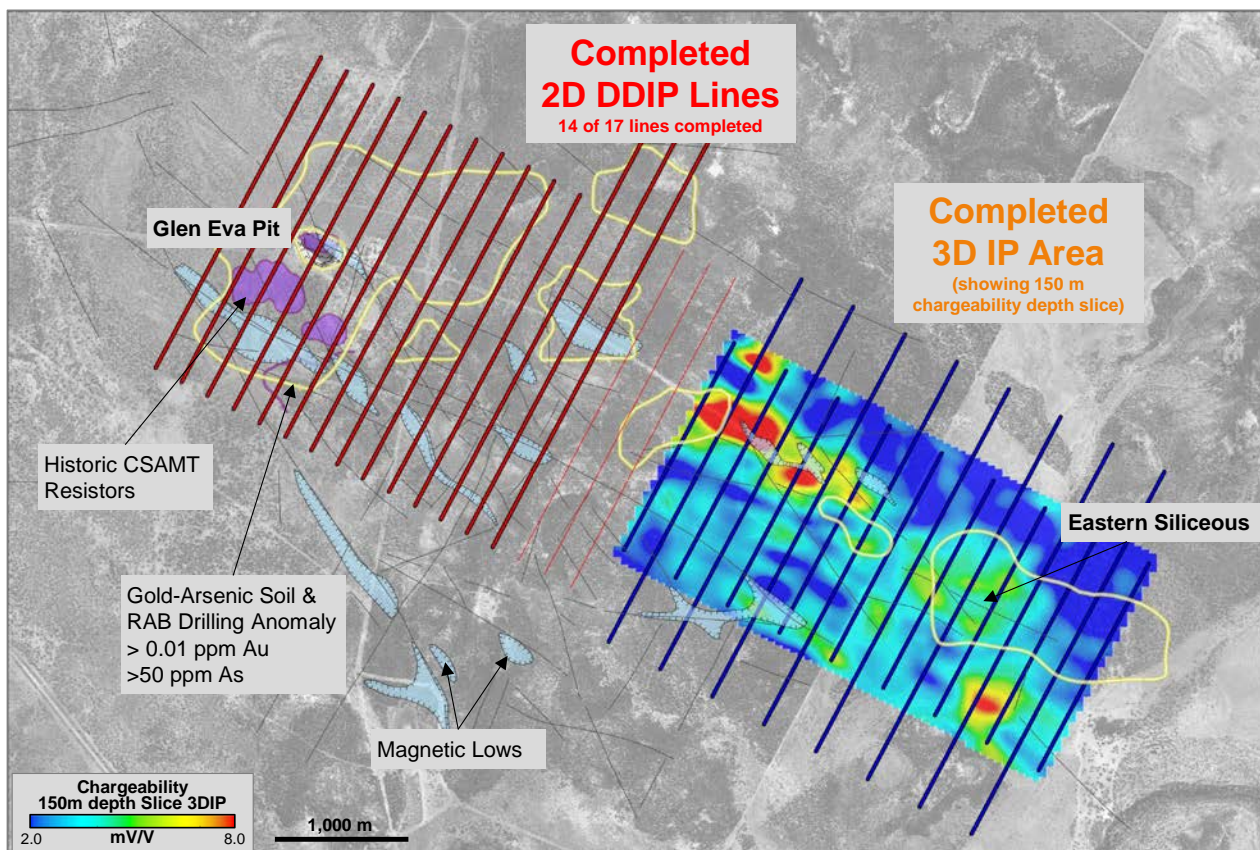 Completed
2D DDIP Lines
14 of 17 lines completed
Completed
3D IP Area
(showing 150 m
chargeability depth slice)
Glen Eva Pit
Historic CSAMT
Resistors
Eastern Siliceous
Gold-Arsenic Soil &
RAB Drilling Anomaly
> 0.01 ppm Au
>50 ppm As
Magnetic Lows
Chargeability
150m depth Slice 3DIP
2.0 mV/V 8.0
1,000 m